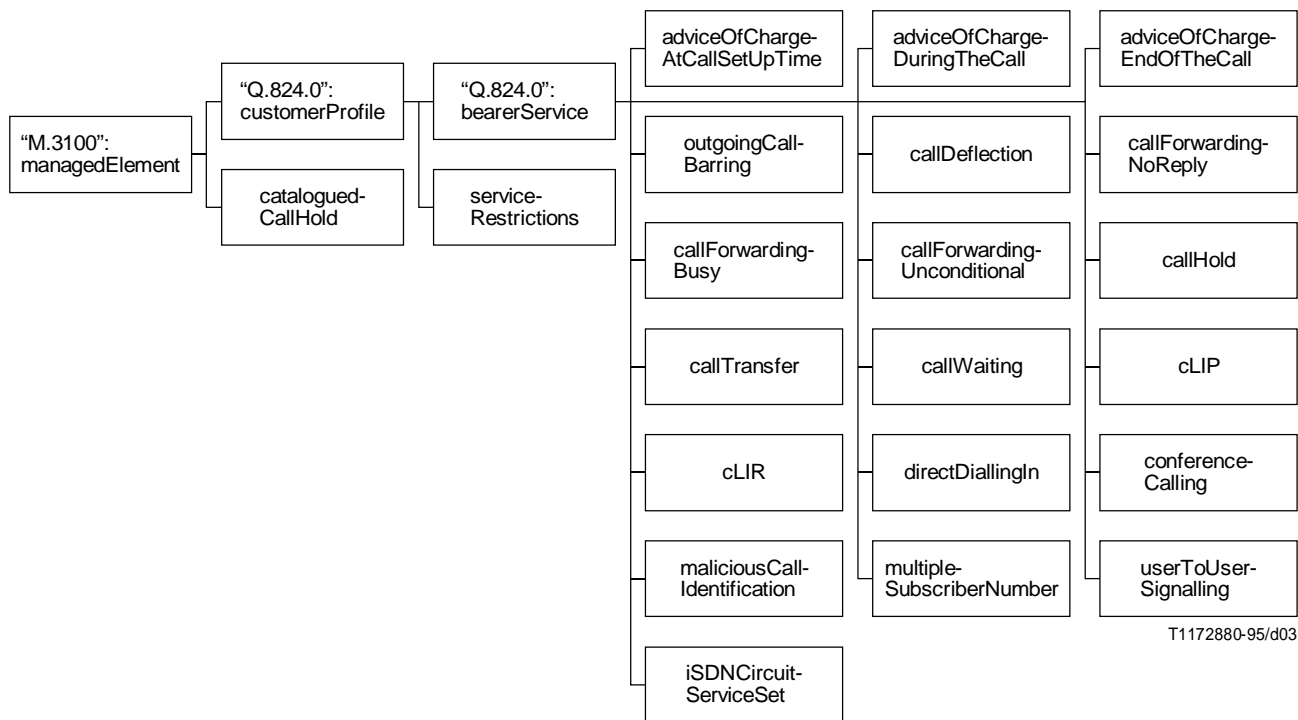 adviceOfCharge-
AtCallSetUpTime
adviceOfCharge-
DuringTheCall
adviceOfCharge-
EndOfTheCall
“Q.824.0”:
customerProfile
“Q.824.0”:
bearerService
“M.3100”:
managedElement
outgoingCall-
Barring
callDeflection
callForwarding-
NoReply
catalogued-
CallHold
service-
Restrictions
callForwarding-
Busy
callForwarding-
Unconditional
callHold
callTransfer
callWaiting
cLIP
cLIR
directDiallingIn
conference-
Calling
maliciousCall-
Identification
multiple-
SubscriberNumber
userToUser-
Signalling
T1172880-95/d03
iSDNCircuit-
ServiceSet